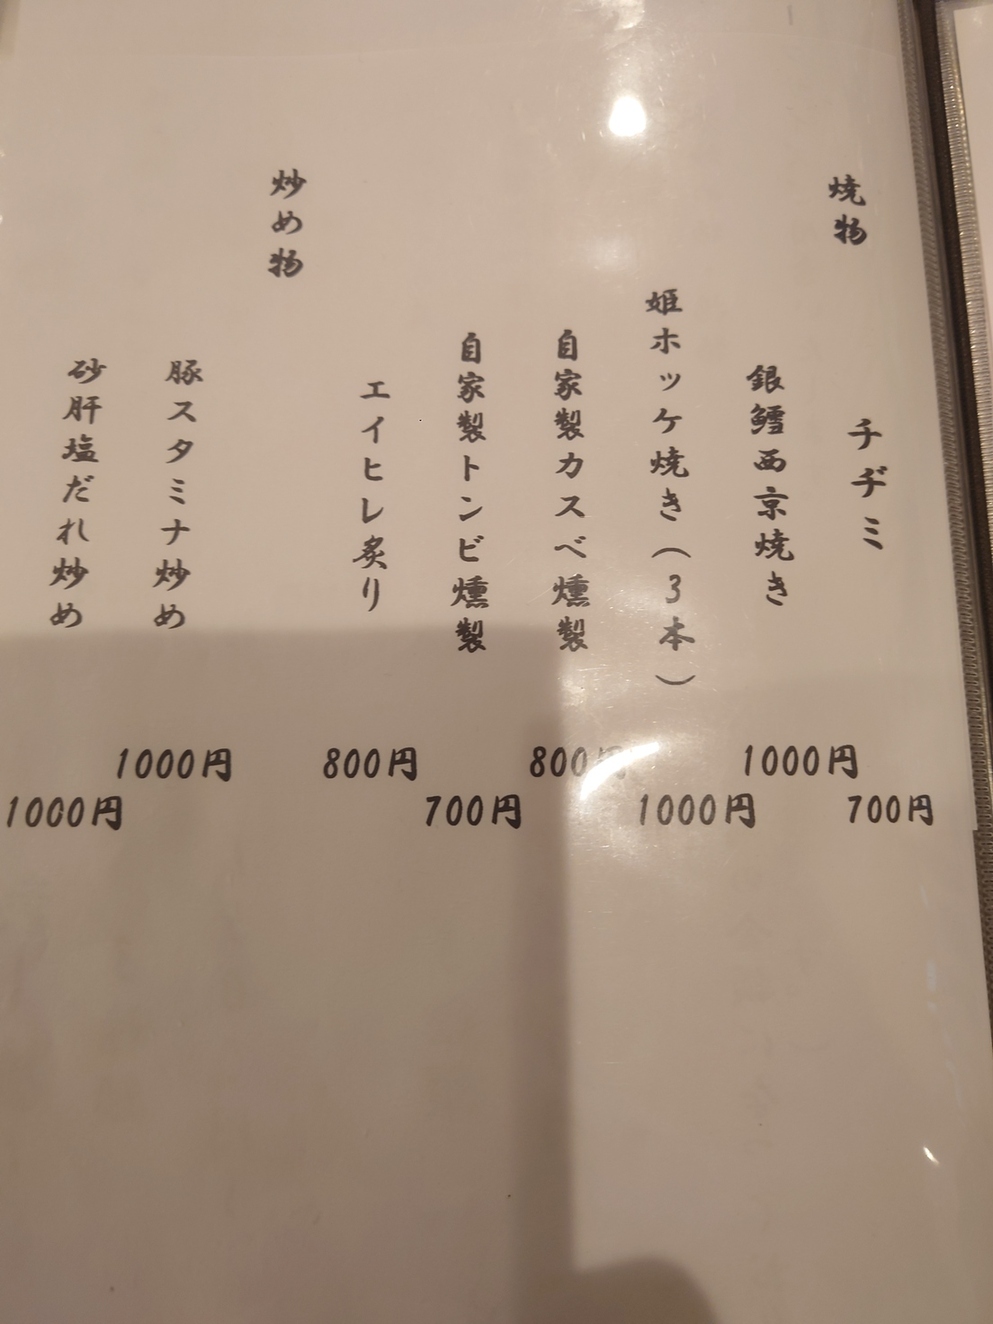 焼物
チヂミ
700円
銀鱈西京焼き
1000円
姫ホッケ焼き（3本）
1000円
自家製カスベ燻製
800円
自家製トンビ燻製
700円
エイヒレ炙り
800円
炒め物
豚スタミナ炒め
1000円
砂肝塩だれ炒め
1000円